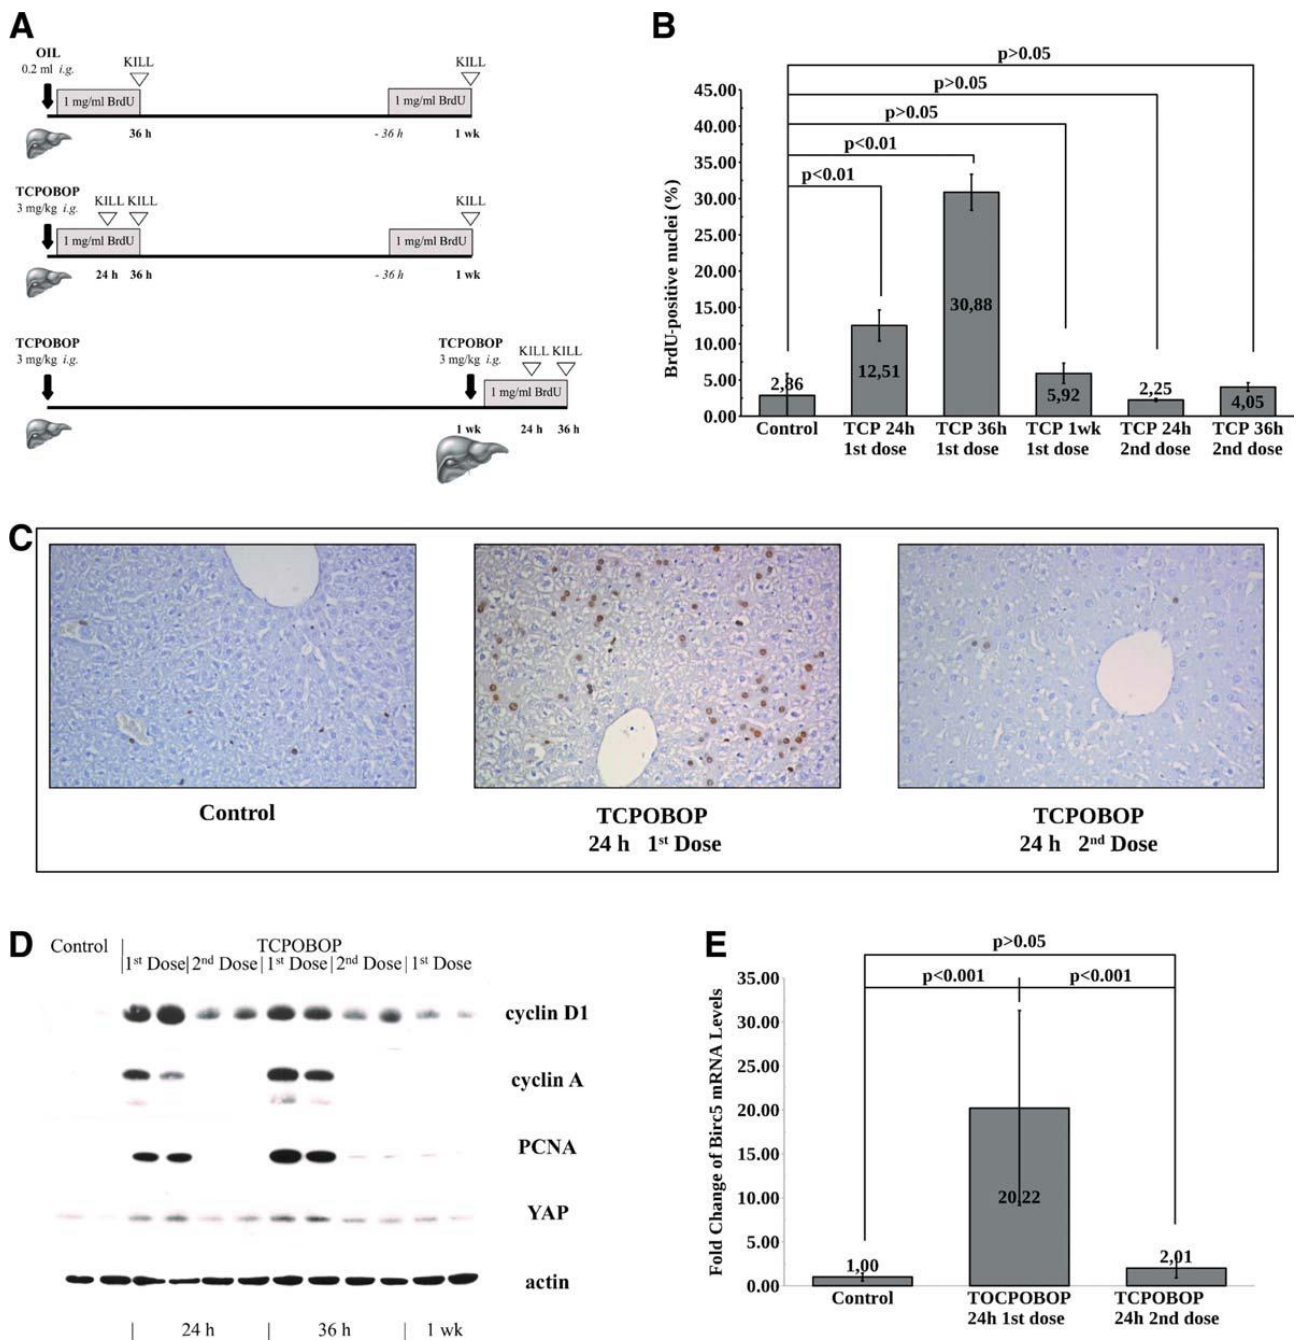 A
OIL
0.2 ml i.g.
KILL
KILL
1 mg/ml BrdU
1 mg/ml BrdU
36 h
- 36 h
1 wk
TCPOBOP
3 mg/kg i.g.
KILL KILL
KILL
1 mg/ml BrdU
1 mg/ml BrdU
24 h 36 h
- 36 h
1 wk
TCPOBOP
3 mg/kg i.g.
TCPOBOP
3 mg/kg i.g.
KILL KILL
1 mg/ml BrdU
1 wk
24 h 36 h
B
p>0.05
p>0.05
p>0.05
p<0.01
p<0.01
BrdU-positive nuclei (%)
45.00
40.00
35.00
30.00
25.00
20.00
15.00
10.00
5.00
0.00
2,86
12,51
30,88
5,92
2,25
4,05
Control
TCP 24h
1st dose
TCP 36h
1st dose
TCP 1wk
1st dose
TCP 24h
2nd dose
TCP 36h
2nd dose
C
Control
TCPOBOP
24 h 1st Dose
TCPOBOP
24 h 2nd Dose
D
Control
TCPOBOP
|1st Dose|2nd Dose|1st Dose|2nd Dose|1st Dose
cyclin D1
cyclin A
PCNA
YAP
actin
| 24 h | 36 h | 1 wk
E
p>0.05
p<0.001
p<0.001
Fold Change of Birc5 mRNA Levels
35.00
30.00
25.00
20.00
15.00
10.00
5.00
0.00
1,00
20,22
2,01
Control
TOCPOBOP
24h 1st dose
TCPOBOP
24h 2nd dose